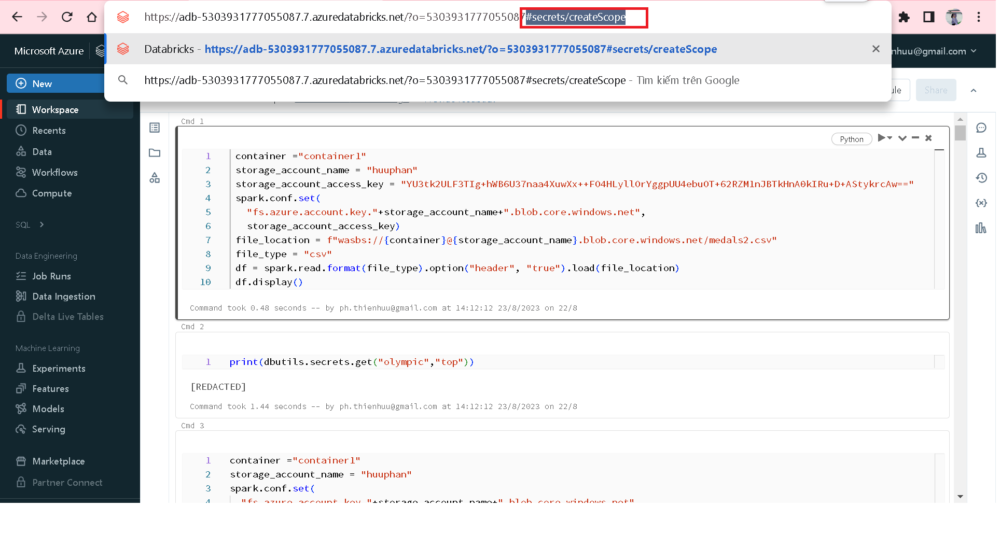 https://adb-5303931777055087.7.azuredatabricks.net/?o=5303931777055087#secrets/createScope
Databricks - https://adb-5303931777055087.7.azuredatabricks.net/?o=5303931777055087#secrets/createScope
https://adb-5303931777055087.7.azuredatabricks.net/?o=5303931777055087#secrets/createScope - Tìm kiếm trên Google
Microsoft Azure
nhuu@gmail.com
New
Workspace
Recents
Data
Workflows
Compute
SQL
Data Engineering
Job Runs
Data Ingestion
Delta Live Tables
Machine Learning
Experiments
Features
Models
Serving
Marketplace
Partner Connect
ule
Share
Cmd 1
Python
1 container ="container1"
2 storage_account_name = "huuphan"
3 storage_account_access_key = "YU3tk2ULF3TIg+hWB6U37naa4XuwXx++FO4HLyllOrYggpUU4ebuOT+62RZM1nJBTkHnA0kIRu+D+AStykrcAw=="
4 spark.conf.set(
5 "fs.azure.account.key."+storage_account_name+".blob.core.windows.net",
6 storage_account_access_key)
7 file_location = f"wasbs://{container}@{storage_account_name}.blob.core.windows.net/medals2.csv"
8 file_type = "csv"
9 df = spark.read.format(file_type).option("header", "true").load(file_location)
10 df.display()
Command took 0.48 seconds -- by ph.thienhuu@gmail.com at 14:12:12 23/8/2023 on 22/8
Cmd 2
1 print(dbutils.secrets.get("olympic","top"))
[REDACTED]
Command took 1.44 seconds -- by ph.thienhuu@gmail.com at 14:12:12 23/8/2023 on 22/8
Cmd 3
1 container ="container1"
2 storage_account_name = "huuphan"
3 spark.conf.set(
4 "fs.azure.account.key."+storage_account_name+".blob.core.windows.net",